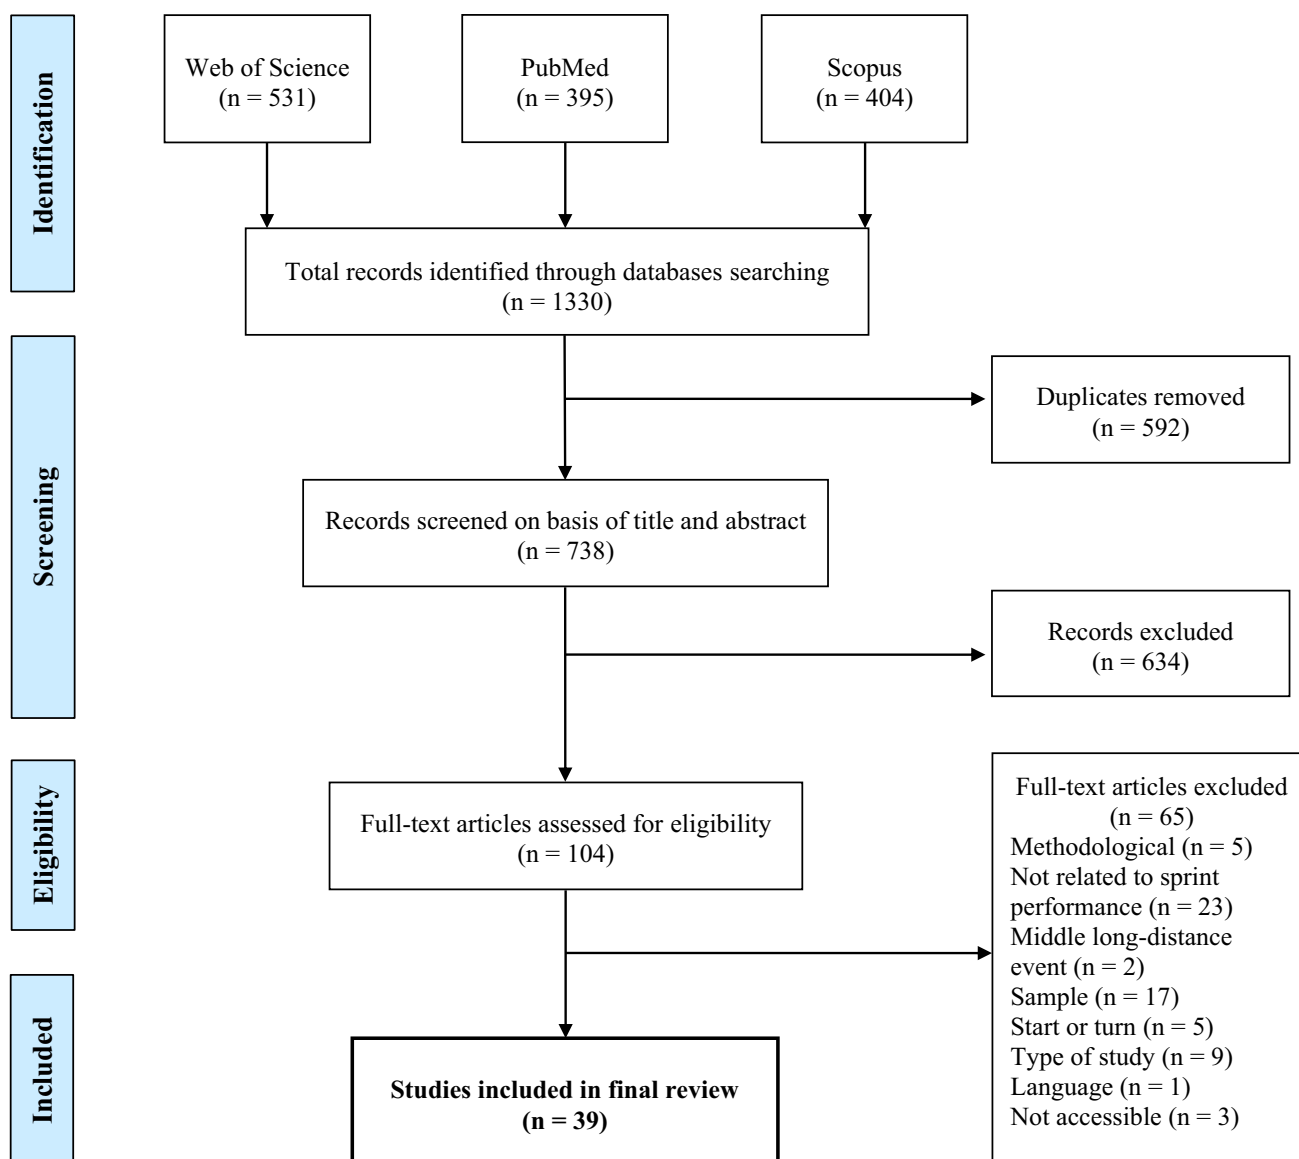 Identification
Web of Science
(n = 531)
PubMed
(n = 395)
Scopus
(n = 404)
Total records identified through databases searching
(n = 1330)
Screening
Duplicates removed
(n = 592)
Records screened on basis of title and abstract
(n = 738)
Records excluded
(n = 634)
Eligibility
Full-text articles assessed for eligibility
(n = 104)
Full-text articles excluded
(n = 65)
Methodological (n = 5)
Not related to sprint
performance (n = 23)
Middle long-distance
event (n = 2)
Sample (n = 17)
Start or turn (n = 5)
Type of study (n = 9)
Language (n = 1)
Not accessible (n = 3)
Included
Studies included in final review
(n = 39)